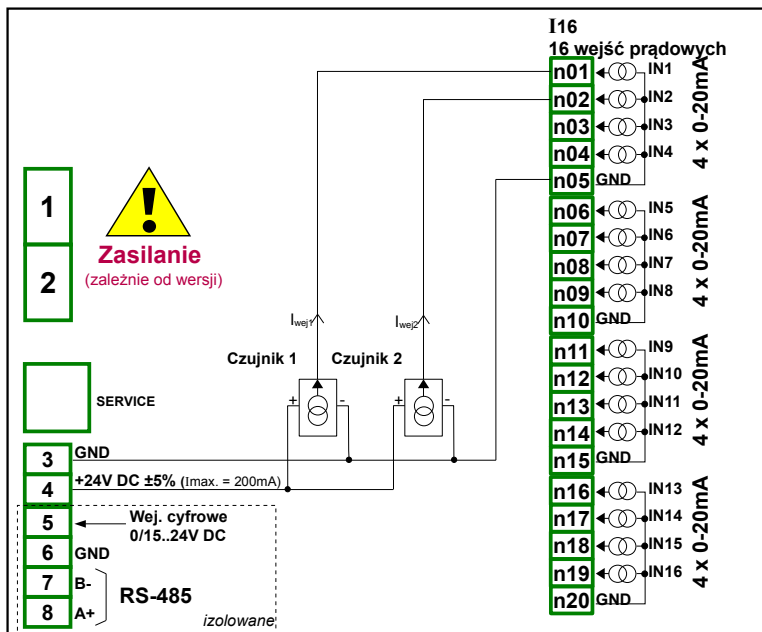 I16
16 wejść prądowych
n01 IN1
n02 IN2
n03 IN3
n04 IN4
n05 GND
4 x 0-20mA
n06 IN5
n07 IN6
n08 IN7
n09 IN8
n10 GND
4 x 0-20mA
n11 IN9
n12 IN10
n13 IN11
n14 IN12
n15 GND
4 x 0-20mA
n16 IN13
n17 IN14
n18 IN15
n19 IN16
n20 GND
4 x 0-20mA
1
2
!
Zasilanie
(zależnie od wersji)
Iwej1
Iwej2
Czujnik 1
Czujnik 2
+ -
+ -
SERVICE
3 GND
4 +24V DC ±5% (Imax. = 200mA)
5 Wej. cyfrowe
0/15..24V DC
6 GND
7 B-
8 A+
RS-485
izolowane